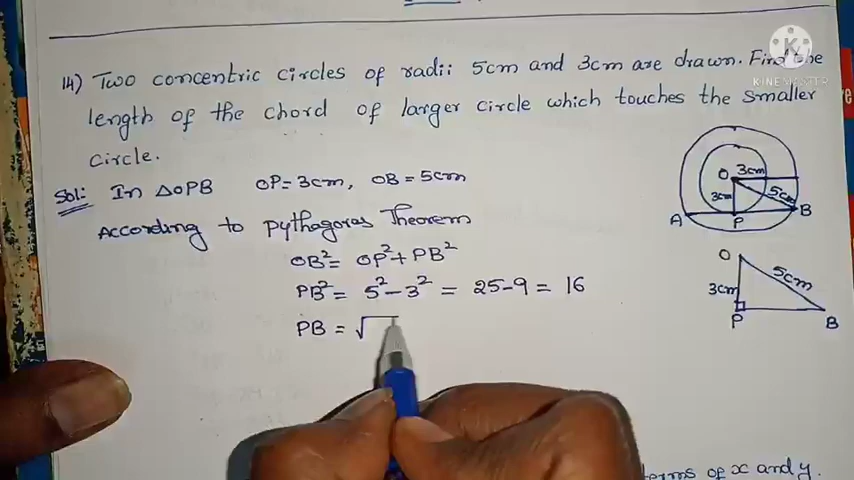 14) Two concentric circles of radii 5cm and 3cm are drawn. Find the
length of the chord of larger circle which touches the smaller
circle.
Sol: In △OPB OP=3cm, OB=5cm
According to pythagoras Theorem
OB²= OP²+PB²
PB²= 5²-3² = 25-9 = 16
PB = √
O 3cm
3cm 5cm
A P B
O
3cm 5cm
P B
terms of x and y.
K
KINEMASTER